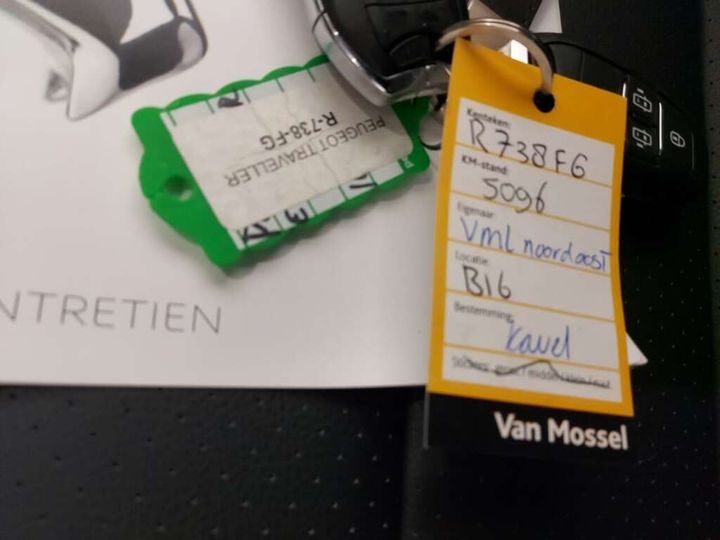 PEUGEOT TRAVELLER
R-738-FG
NTRETIEN
Kenteken:
R738FG
KM-stand:
5096
Eigenaar:
Vml noordoost
Locatie:
B16
Bestemming:
Kavel
Van Mossel